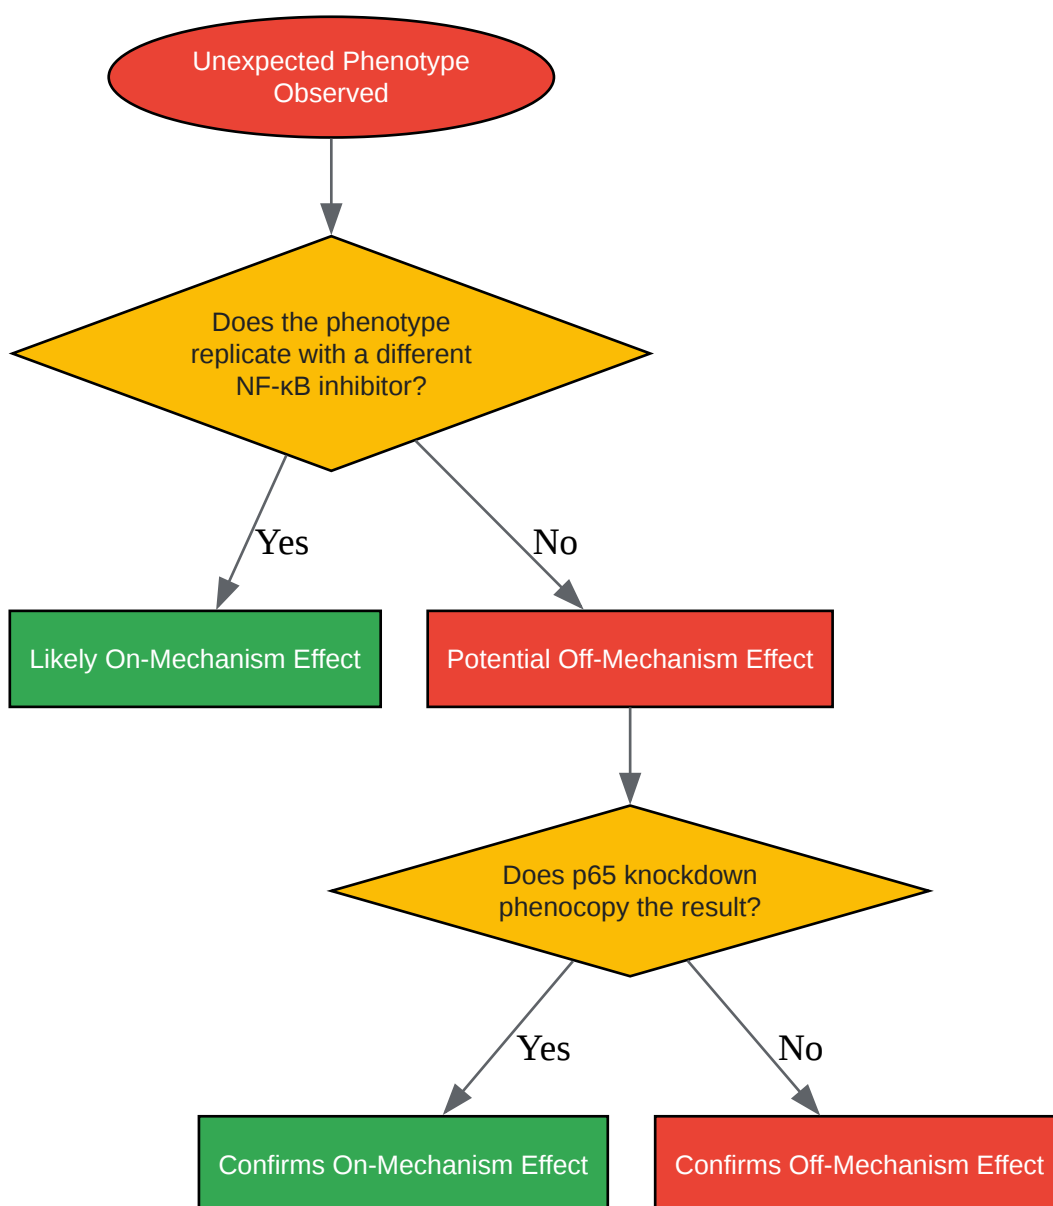 Unexpected Phenotype
Observed
Does the phenotype
replicate with a different
NF-κB inhibitor?
Yes
No
Likely On-Mechanism Effect
Potential Off-Mechanism Effect
Does p65 knockdown
phenocopy the result?
Yes
No
Confirms On-Mechanism Effect
Confirms Off-Mechanism Effect